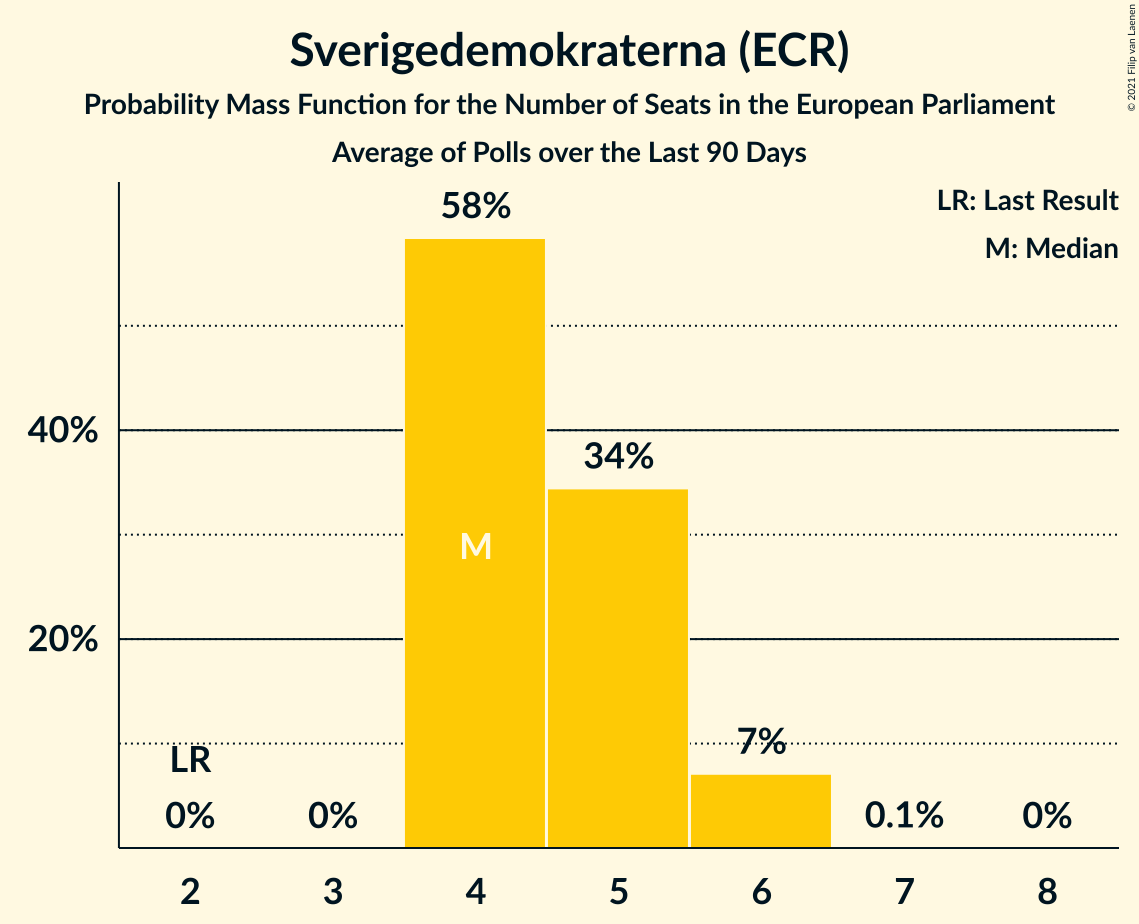 Sverigedemokraterna (ECR)
Probability Mass Function for the Number of Seats in the European Parliament
Average of Polls over the Last 90 Days
© 2021 Filip van Laenen
LR: Last Result
M: Median
58%
40%
34%
M
20%
7%
LR
0%
0%
0.1%
0%
2
3
4
5
6
7
8